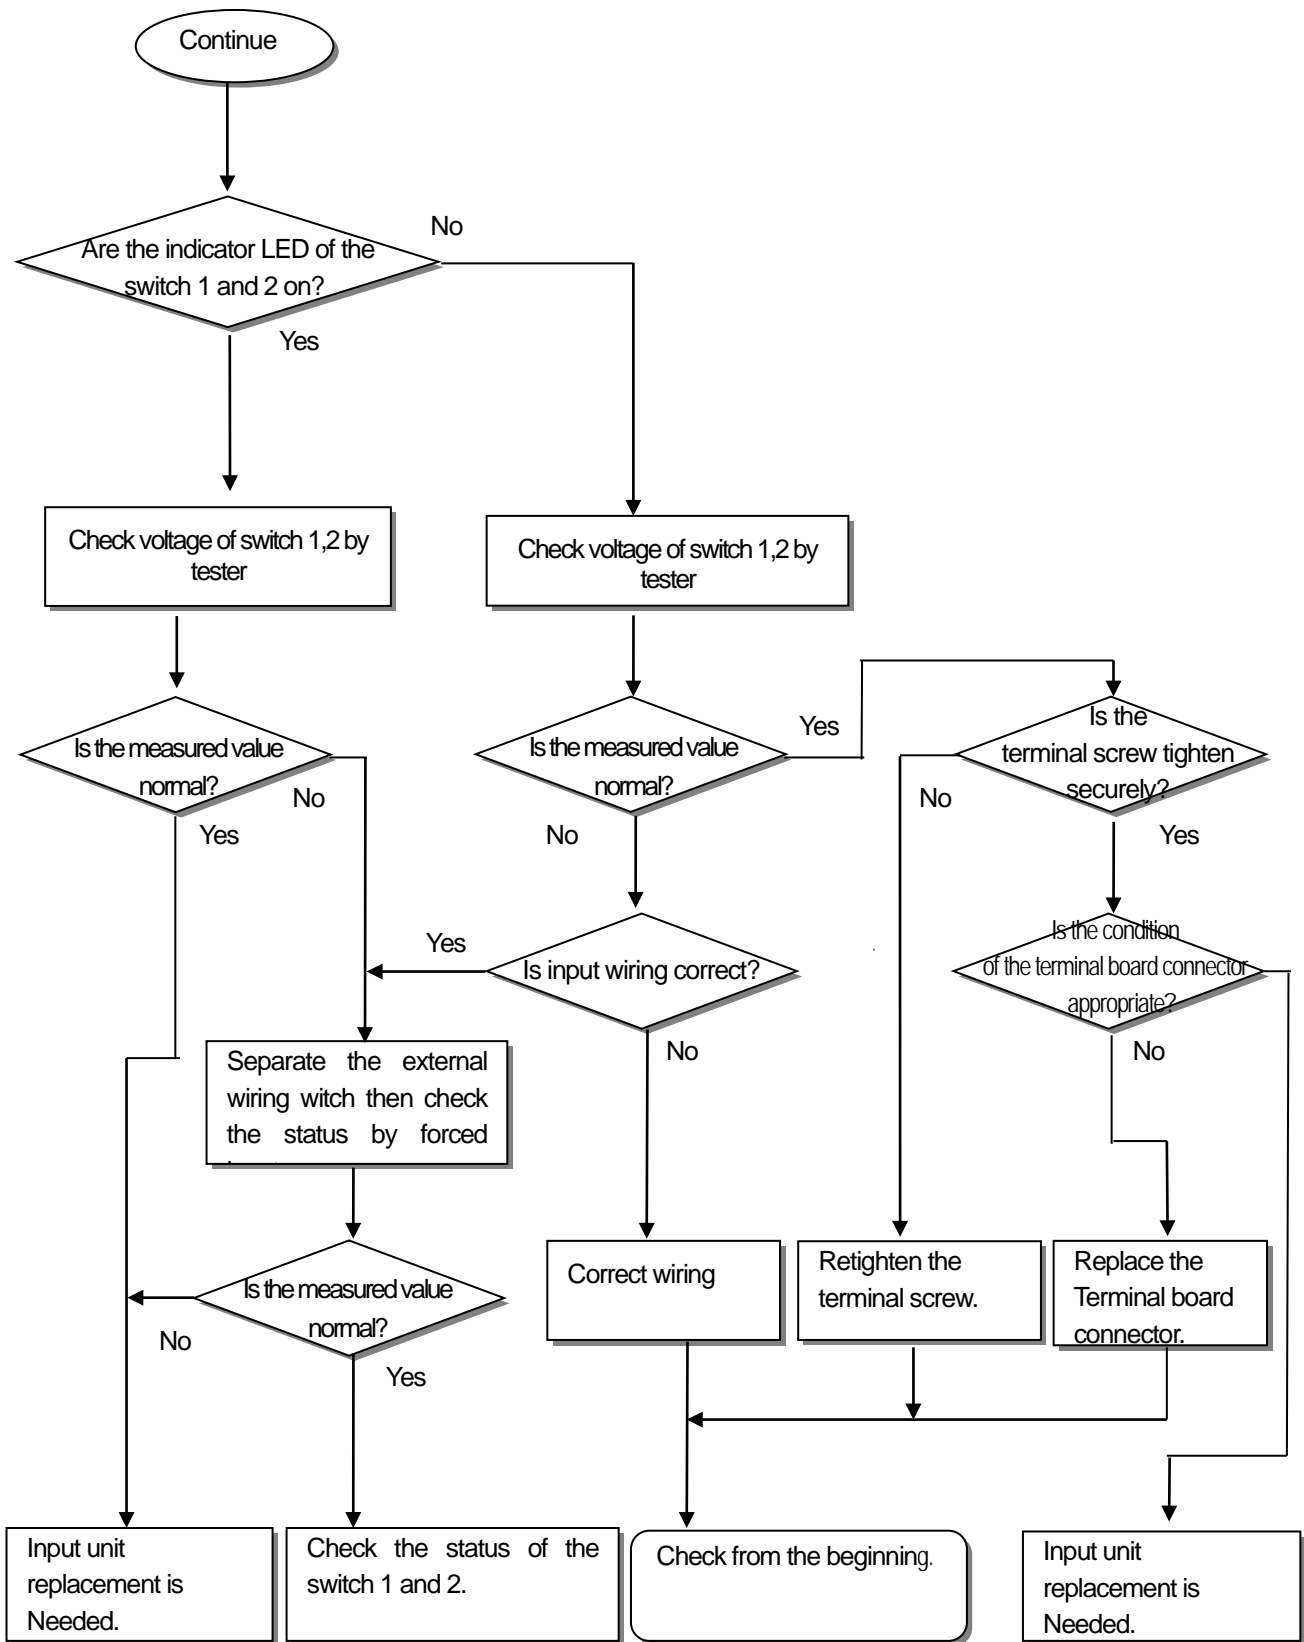 Continue
No
Are the indicator LED of the
switch 1 and 2 on?
Yes
Check voltage of switch 1,2 by
tester
Check voltage of switch 1,2 by
tester
Is the measured value
normal?
No
Yes
Is the measured value
normal?
Yes
No
Is the
terminal screw tighten
securely?
No
Yes
Yes
Is input wiring correct?
No
Is the condition
of the terminal board connector
appropriate?
No
Separate the external
wiring witch then check
the status by forced
Is the measured value
normal?
No
Yes
Correct wiring
Retighten the
terminal screw.
Replace the
Terminal board
connector.
Input unit
replacement is
Needed.
Check the status of the
switch 1 and 2.
Check from the beginning.
Input unit
replacement is
Needed.